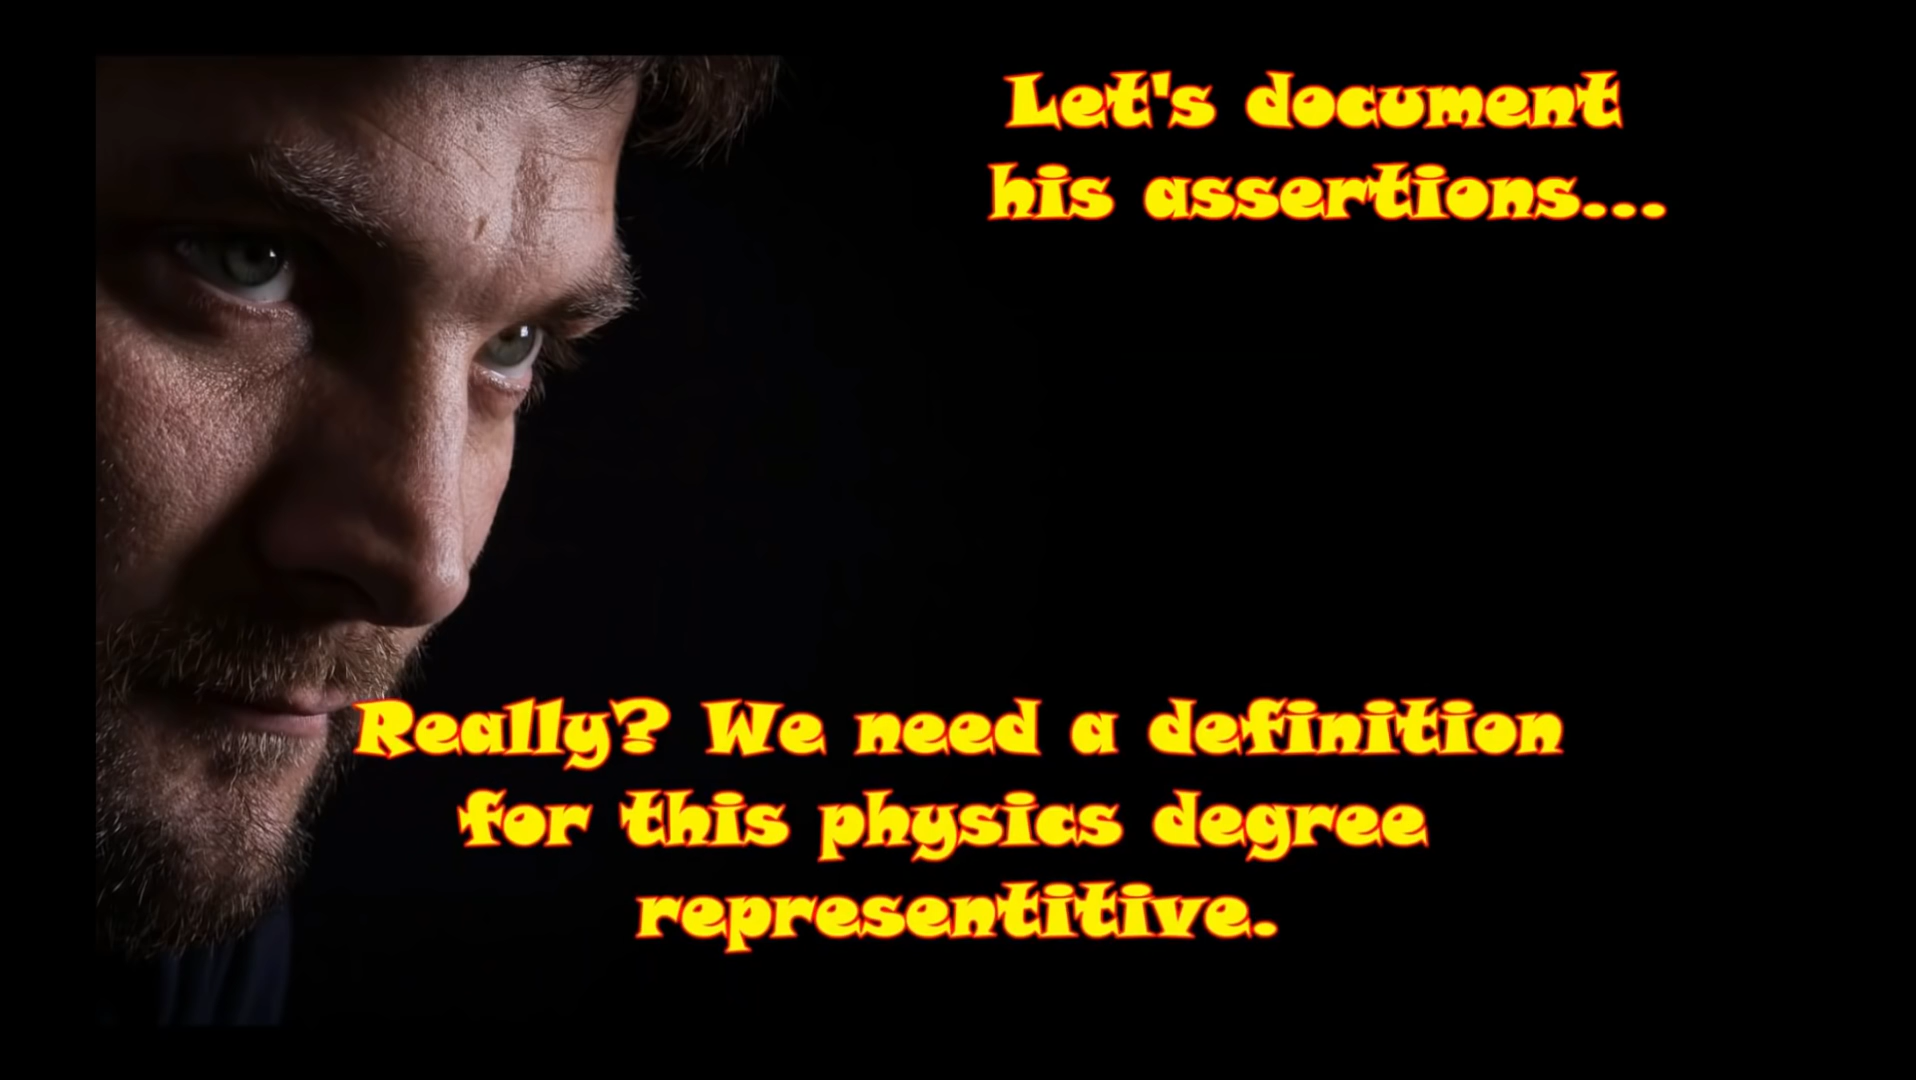 Let's document
his assertions...
Really? We need a definition
for this physics degree
representitive.